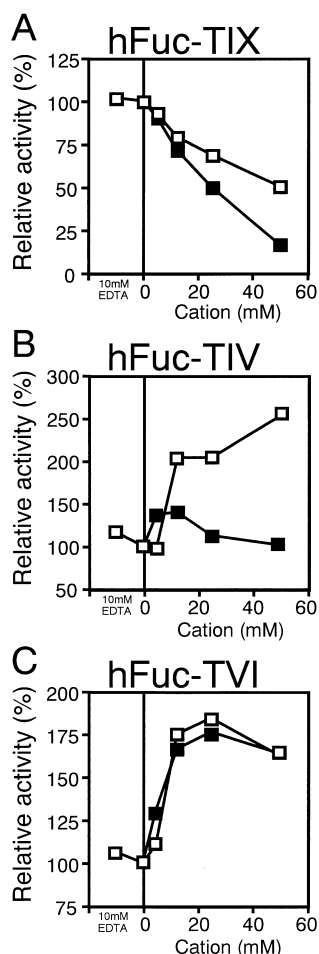 A
hFuc-TIX
Relative activity (%)
125
100
75
50
25
0
10mM
EDTA
0 20 40 60
Cation (mM)
B
hFuc-TIV
Relative activity (%)
300
250
200
150
100
50
10mM
EDTA
0 20 40 60
Cation (mM)
C
hFuc-TVI
Relative activity (%)
200
175
150
125
100
75
10mM
EDTA
0 20 40 60
Cation (mM)